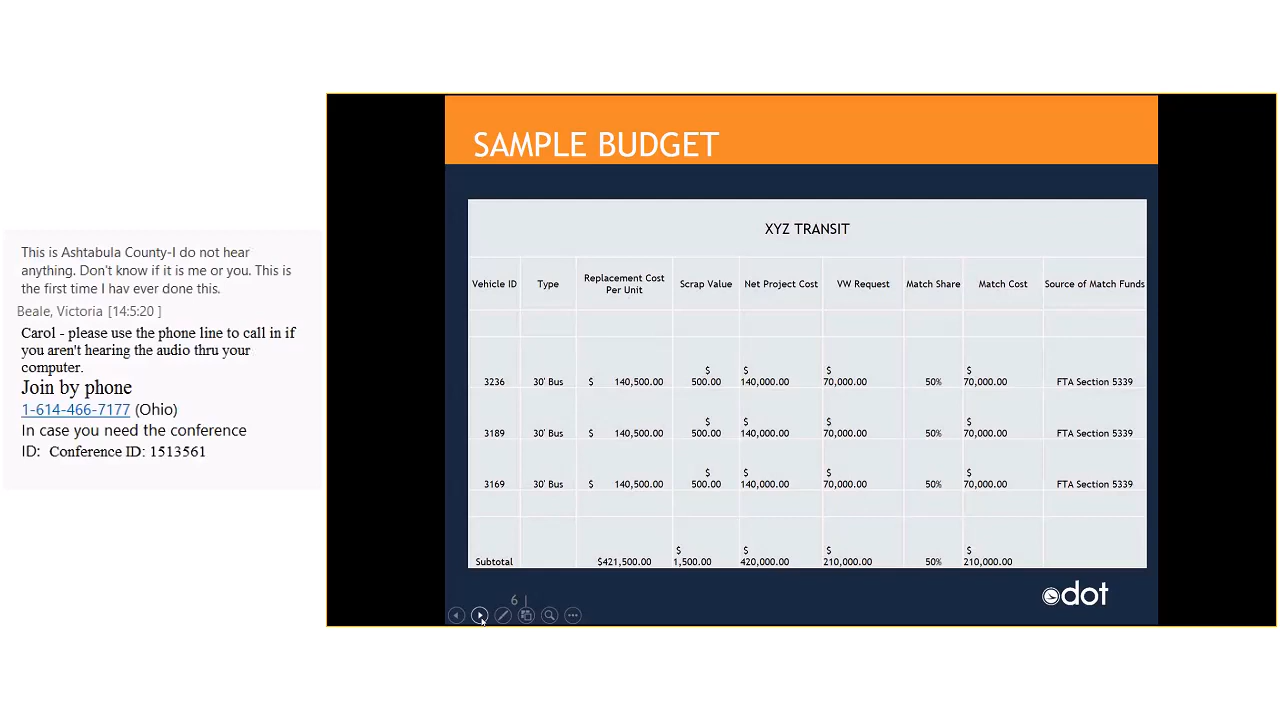 This is Ashtabula County-I do not hear
anything. Don't know if it is me or you. This is
the first time I hav ever done this.
Beale, Victoria [14:5:20 ]
Carol - please use the phone line to call in if
you aren't hearing the audio thru your
computer.
Join by phone
1-614-466-7177 (Ohio)
In case you need the conference
ID: Conference ID: 1513561
SAMPLE BUDGET
XYZ TRANSIT
Vehicle ID Type Replacement Cost Per Unit Scrap Value Net Project Cost VW Request Match Share Match Cost Source of Match Funds
3236 30' Bus $ 140,500.00 $ 500.00 $ 140,000.00 $ 70,000.00 50% $ 70,000.00 FTA Section 5339
3189 30' Bus $ 140,500.00 $ 500.00 $ 140,000.00 $ 70,000.00 50% $ 70,000.00 FTA Section 5339
3169 30' Bus $ 140,500.00 $ 500.00 $ 140,000.00 $ 70,000.00 50% $ 70,000.00 FTA Section 5339
Subtotal $421,500.00 $ 1,500.00 $ 420,000.00 $ 210,000.00 50% $ 210,000.00
6 |
odot